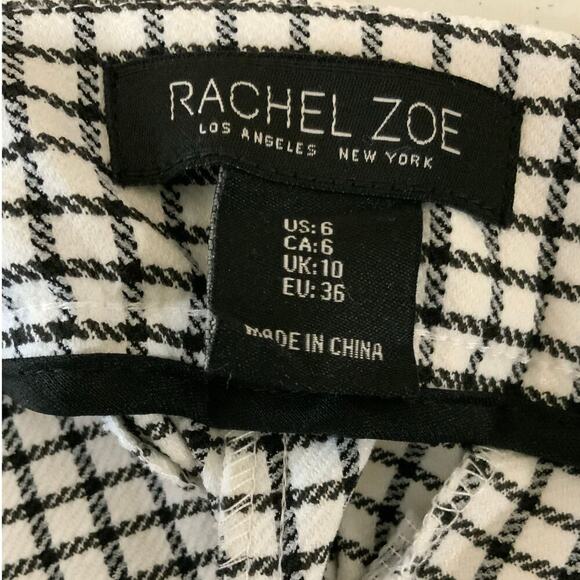 RACHEL ZOE
LOS ANGELES NEW YORK
US: 6
CA: 6
UK: 10
EU: 36
MADE IN CHINA